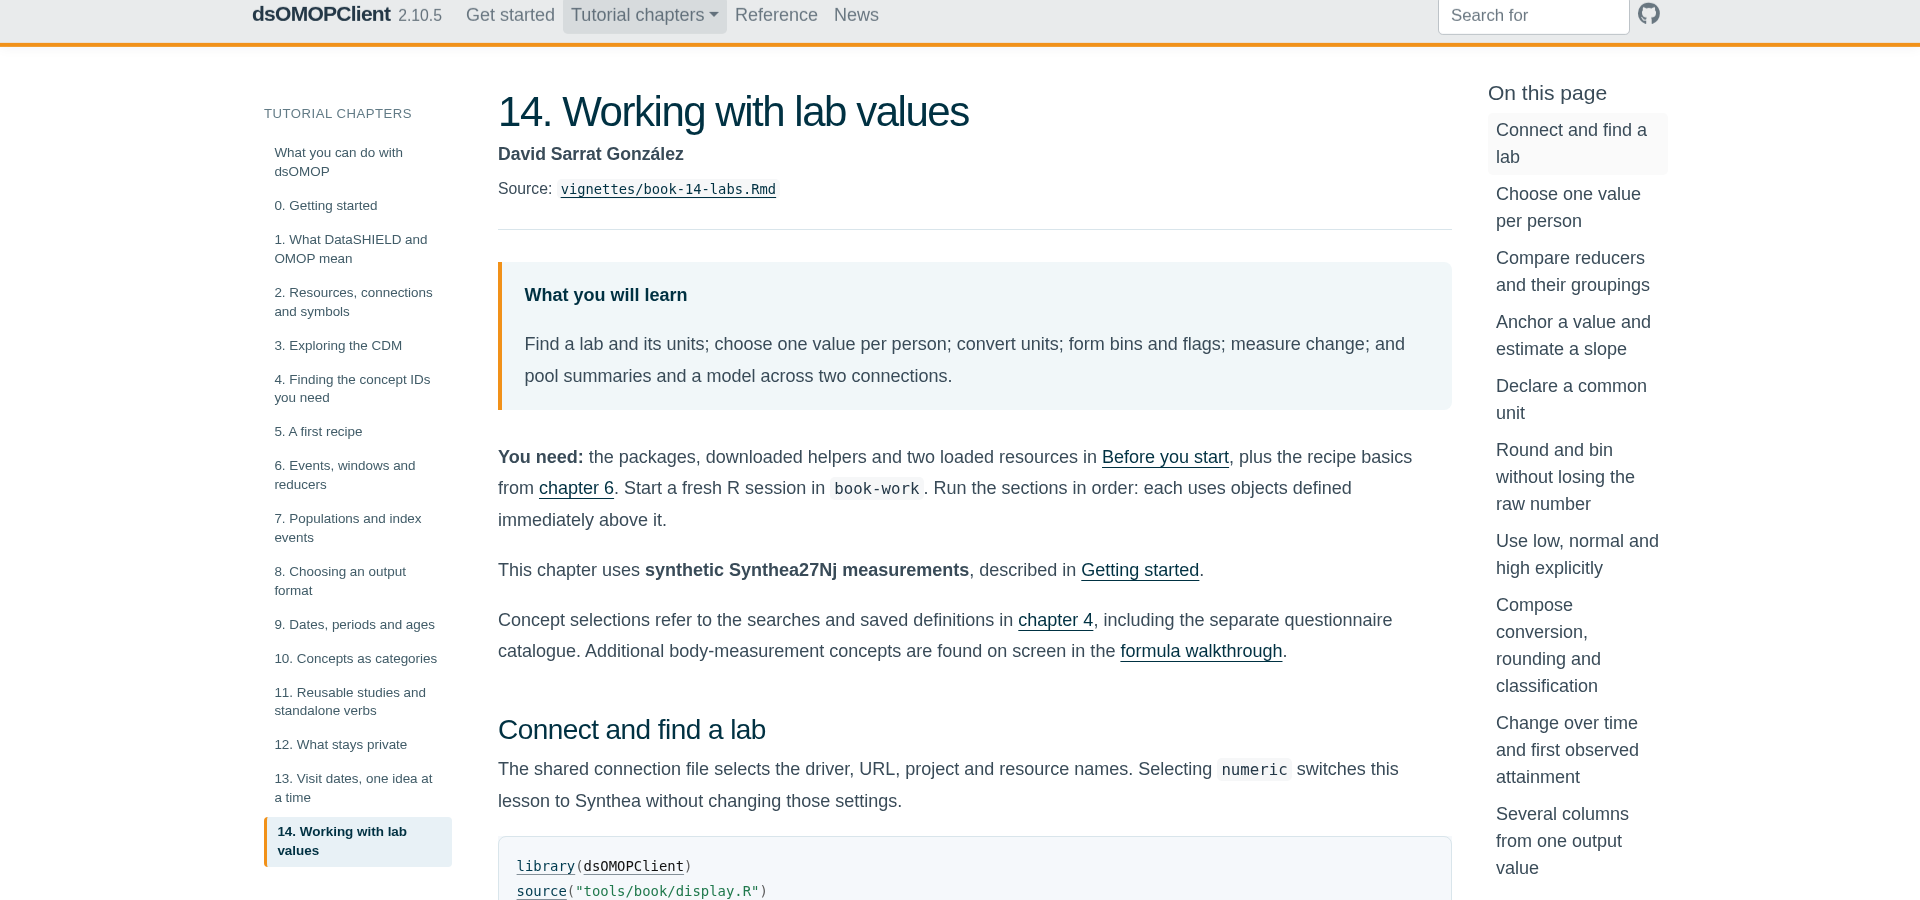 dsOMOPClient 2.10.5 Get started Tutorial chapters Reference News Search for
TUTORIAL CHAPTERS
What you can do with
dsOMOP
0. Getting started
1. What DataSHIELD and
OMOP mean
2. Resources, connections
and symbols
3. Exploring the CDM
4. Finding the concept IDs
you need
5. A first recipe
6. Events, windows and
reducers
7. Populations and index
events
8. Choosing an output
format
9. Dates, periods and ages
10. Concepts as categories
11. Reusable studies and
standalone verbs
12. What stays private
13. Visit dates, one idea at
a time
14. Working with lab
values
14. Working with lab values
David Sarrat González
Source: vignettes/book-14-labs.Rmd
What you will learn
Find a lab and its units; choose one value per person; convert units; form bins and flags; measure change; and
pool summaries and a model across two connections.
You need: the packages, downloaded helpers and two loaded resources in Before you start, plus the recipe basics
from chapter 6. Start a fresh R session in book-work. Run the sections in order: each uses objects defined
immediately above it.
This chapter uses synthetic Synthea27Nj measurements, described in Getting started.
Concept selections refer to the searches and saved definitions in chapter 4, including the separate questionnaire
catalogue. Additional body-measurement concepts are found on screen in the formula walkthrough.
Connect and find a lab
The shared connection file selects the driver, URL, project and resource names. Selecting numeric switches this
lesson to Synthea without changing those settings.
library(dsOMOPClient)
source("tools/book/display.R")
On this page
Connect and find a
lab
Choose one value
per person
Compare reducers
and their groupings
Anchor a value and
estimate a slope
Declare a common
unit
Round and bin
without losing the
raw number
Use low, normal and
high explicitly
Compose
conversion,
rounding and
classification
Change over time
and first observed
attainment
Several columns
from one output
value